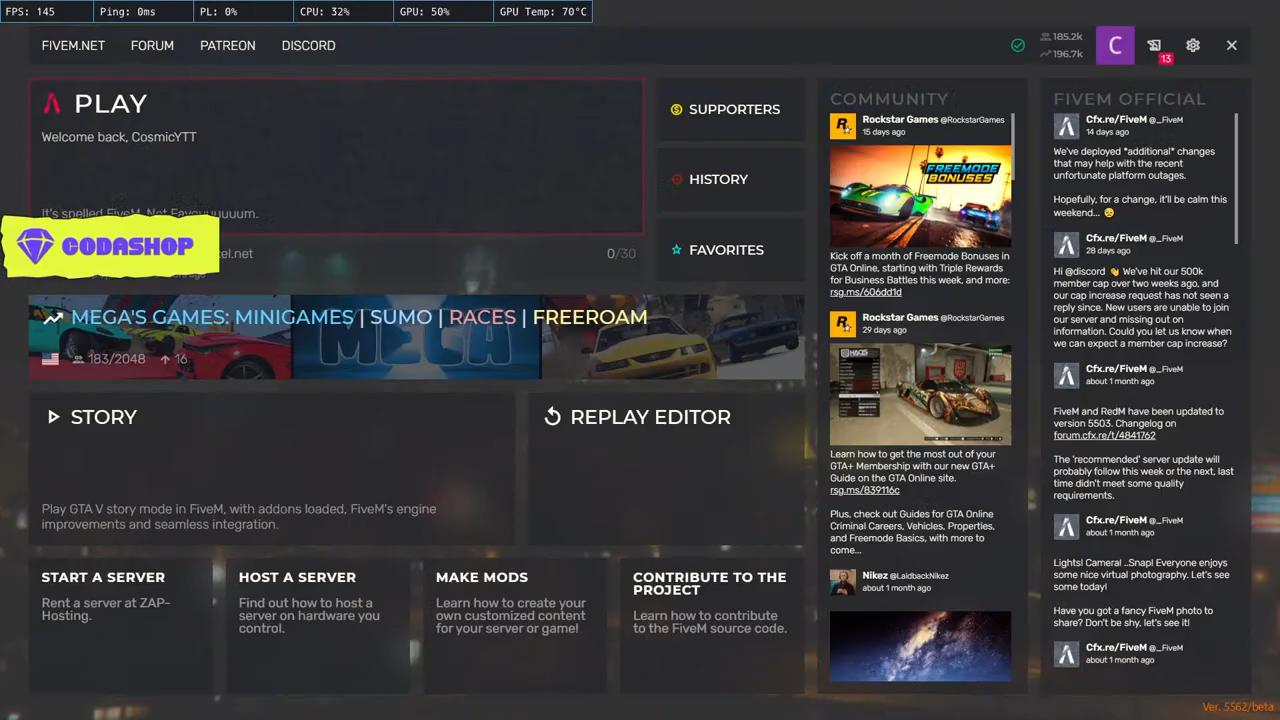 FPS: 145 Ping: 0ms PL: 0% CPU: 32% GPU: 50% GPU Temp: 70°C
FIVEM.NET FORUM PATREON DISCORD
185.2k
196.7k
C
13
PLAY
Welcome back, CosmicYTT
It's spelled FiveM. Not Favouuuuuum.
CODASHOP
xel.net
0/30
SUPPORTERS
HISTORY
FAVORITES
MEGA'S GAMES: MINIGAMES | SUMO | RACES | FREEROAM
MEGA
183/2048 16
STORY
Play GTA V story mode in FiveM, with addons loaded, FiveM's engine
improvements and seamless integration.
REPLAY EDITOR
START A SERVER
Rent a server at ZAP-
Hosting.
HOST A SERVER
Find out how to host a
server on hardware you
control.
MAKE MODS
Learn how to create your
own customized content
for your server or game!
CONTRIBUTE TO THE
PROJECT
Learn how to contribute
to the FiveM source code.
COMMUNITY
Rockstar Games @RockstarGames
15 days ago
FREEMODE
BONUSES
Kick off a month of Freemode Bonuses in
GTA Online, starting with Triple Rewards
for Business Battles this week, and more:
rsg.ms/606dd1d
Rockstar Games @RockstarGames
29 days ago
Learn how to get the most out of your
GTA+ Membership with our new GTA+
Guide on the GTA Online site.
rsg.ms/839116c
Plus, check out Guides for GTA Online
Criminal Careers, Vehicles, Properties,
and Freemode Basics, with more to
come...
Nikez @LaidbackNikez
about 1 month ago
FIVEM OFFICIAL
Cfx.re/FiveM @_FiveM
14 days ago
We've deployed *additional* changes
that may help with the recent
unfortunate platform outages.
Hopefully, for a change, it'll be calm this
weekend... 😥
Cfx.re/FiveM @_FiveM
28 days ago
Hi @discord 👋 We've hit our 500k
member cap over two weeks ago, and
our cap increase request has not seen a
reply since. New users are unable to join
our server and missing out on
information. Could you let us know when
we can expect a member cap increase?
Cfx.re/FiveM @_FiveM
about 1 month ago
FiveM and RedM have been updated to
version 5503. Changelog on
forum.cfx.re/t/4841762
The 'recommended' server update will
probably follow this week or the next, last
time didn't meet some quality
requirements.
Cfx.re/FiveM @_FiveM
about 1 month ago
Lights! Camera ..Snap! Everyone enjoys
some nice virtual photography. Let's see
some today!
Have you got a fancy FiveM photo to
share? Don't be shy, let's see it!
Cfx.re/FiveM @_FiveM
about 1 month ago
Ver. 5562/beta